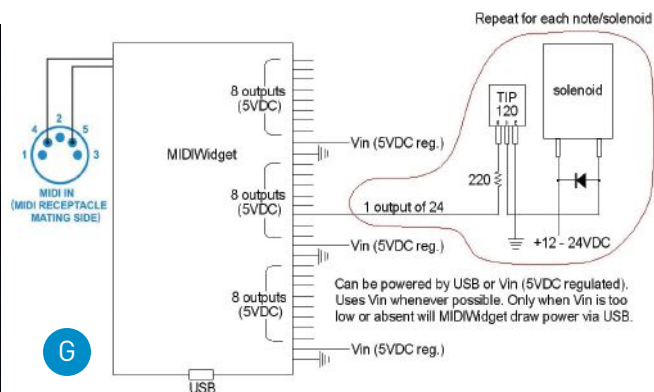 Repeat for each note/solenoid
8 outputs
(5VDC)
TIP
120
solenoid
4
2
5
1
3
MIDI IN
(MIDI RECEPTACLE
MATING SIDE)
MIDIWidget
Vin (5VDC reg.)
8 outputs
(5VDC)
220
1 output of 24
+12 - 24VDC
Vin (5VDC reg.)
8 outputs
(5VDC)
Can be powered by USB or Vin (5VDC regulated).
Uses Vin whenever possible. Only when Vin is too
low or absent will MIDIWidget draw power via USB.
Vin (5VDC reg.)
G
USB